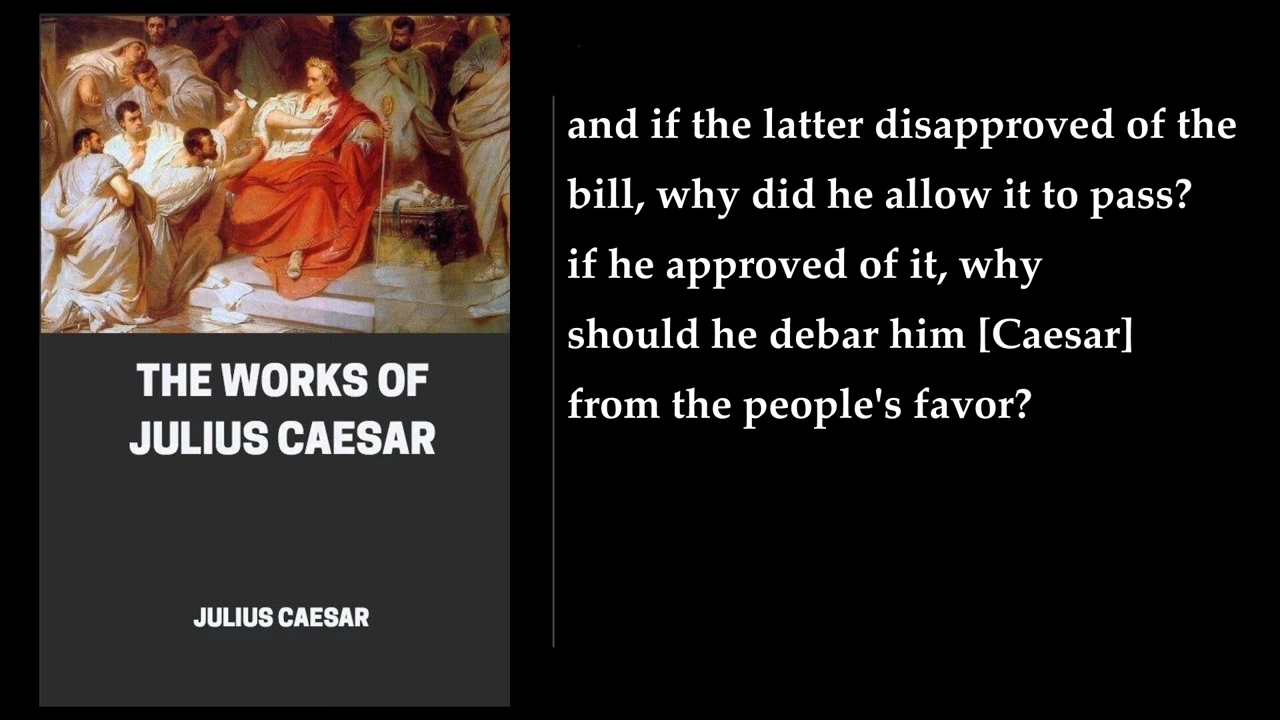 THE WORKS OF
JULIUS CAESAR
JULIUS CAESAR
and if the latter disapproved of the
bill, why did he allow it to pass?
if he approved of it, why
should he debar him [Caesar]
from the people's favor?